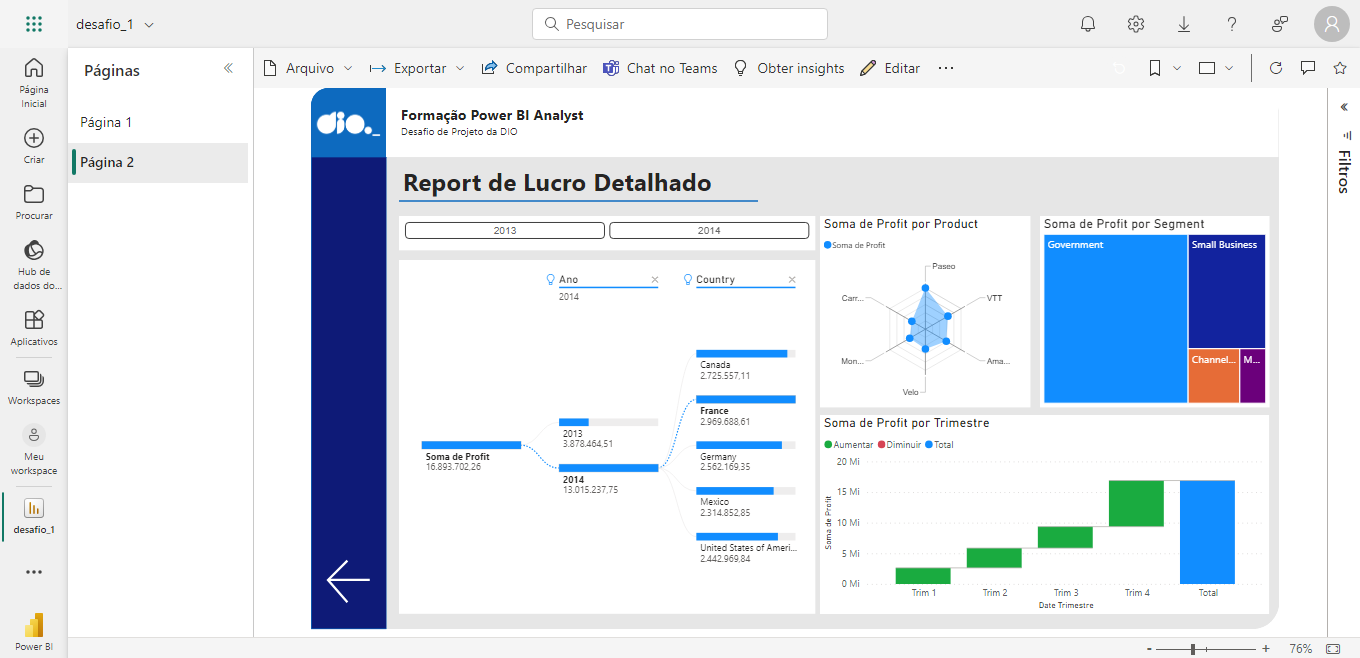 desafio_1
Pesquisar
Página
Inicial
Criar
Procurar
Hub de
dados do...
Aplicativos
Workspaces
Meu
workspace
desafio_1
Power BI
Páginas
Página 1
Página 2
Arquivo
Exportar
Compartilhar
Chat no Teams
Obter insights
Editar
Filtros
dio._
Formação Power BI Analyst
Desafio de Projeto da DIO
Report de Lucro Detalhado
2013
2014
Ano
2014
Country
Soma de Profit
16.893.702,26
2013
3.878.464,51
2014
13.015.237,75
Canada
2.725.557,11
France
2.969.688,61
Germany
2.562.169,35
Mexico
2.314.852,85
United States of Ameri...
2.442.969,84
Soma de Profit por Product
Soma de Profit
Paseo
VTT
Ama...
Velo
Mon...
Carr...
Soma de Profit por Segment
Government
Small Business
Channel...
M...
Soma de Profit por Trimestre
Aumentar Diminuir Total
Soma de Profit
20 Mi
15 Mi
10 Mi
5 Mi
0 Mi
Trim 1
Trim 2
Trim 3
Trim 4
Total
Date Trimestre
76%